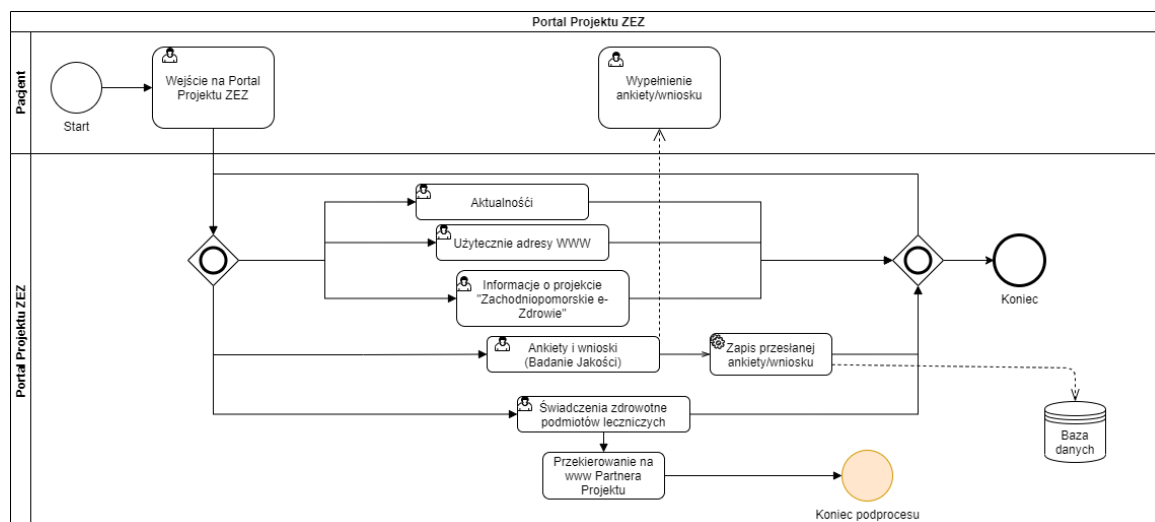 Portal Projektu ZEZ
Pacjent
Start
Wejście na Portal
Projektu ZEZ
Wypełnienie
ankiety/wniosku
Portal Projektu ZEZ
Aktualnośći
Użytecznie adresy WWW
Informacje o projekcie
"Zachodniopomorskie e-
Zdrowie"
Ankiety i wnioski
(Badanie Jakości)
Zapis przesłanej
ankiety/wniosku
Świadczenia zdrowotne
podmiotów leczniczych
Przekierowanie na
www Partnera
Projektu
Koniec
Baza
danych
Koniec podprocesu